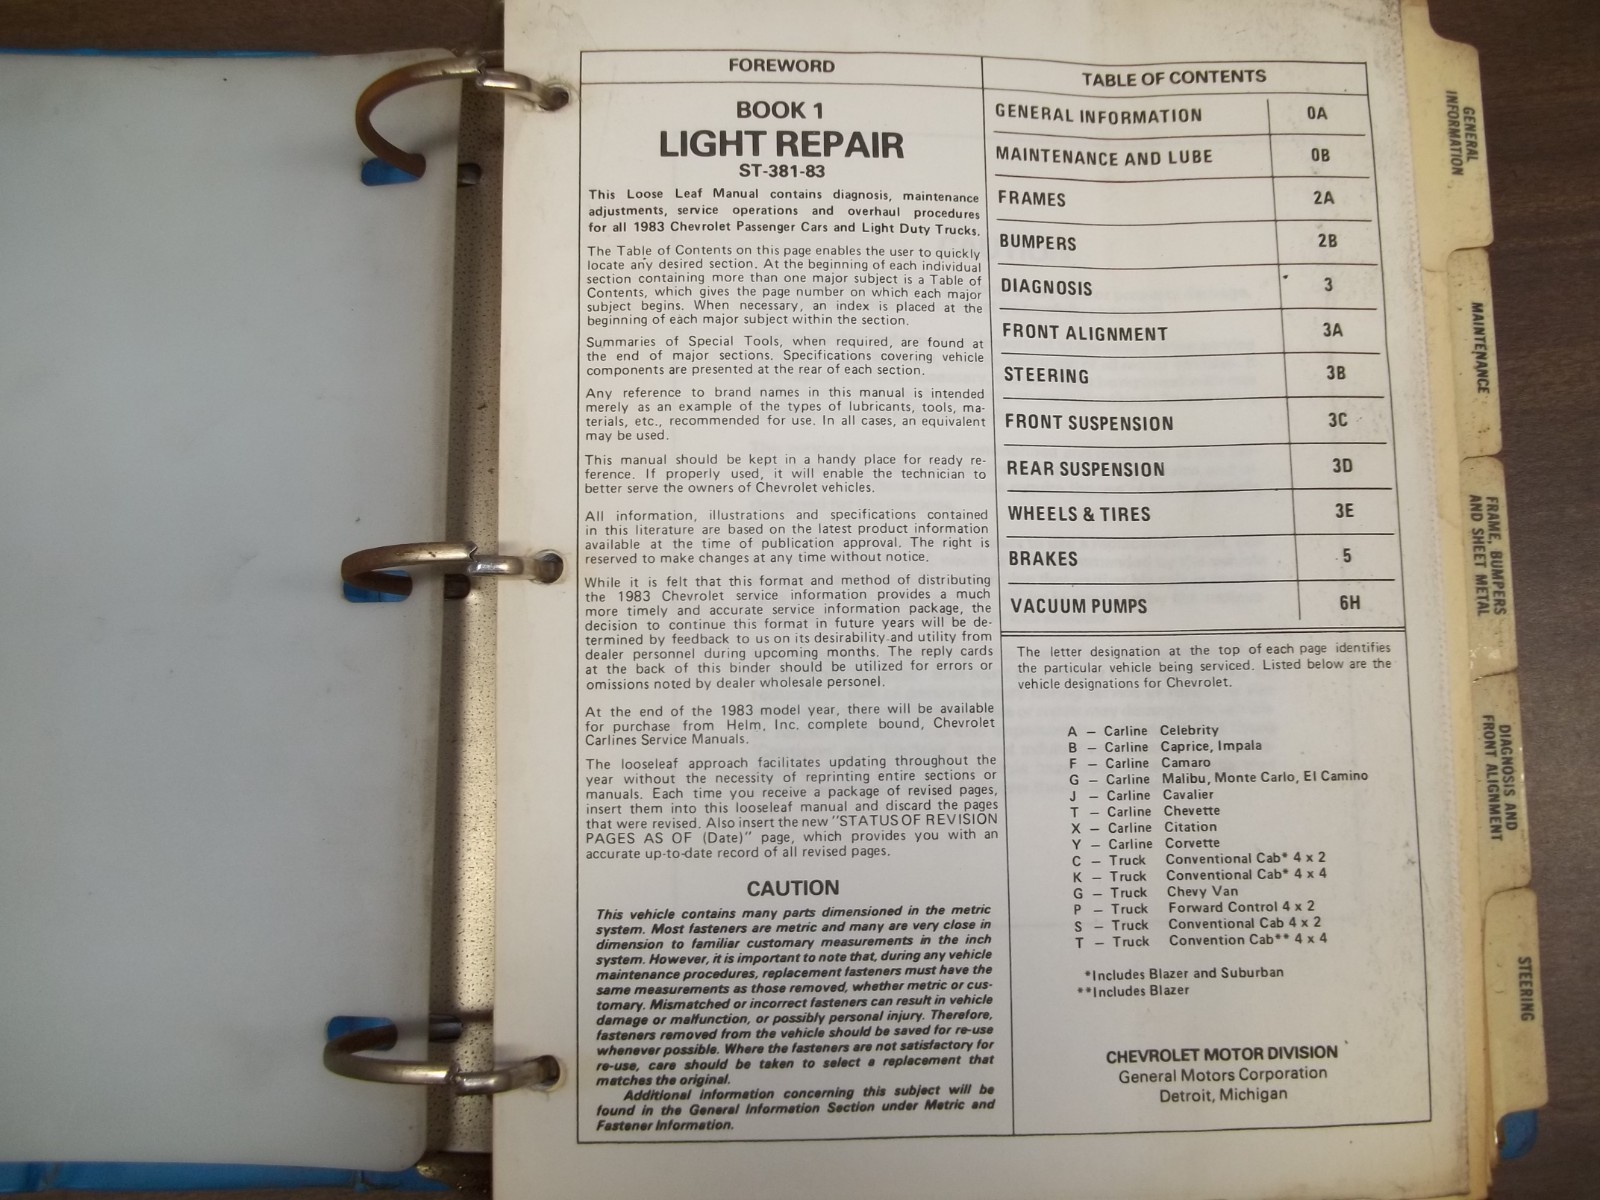 FOREWORD
BOOK 1
LIGHT REPAIR
ST-381-83
This Loose Leaf Manual contains diagnosis, maintenance
adjustments, service operations and overhaul procedures
for all 1983 Chevrolet Passenger Cars and Light Duty Trucks.
The Table of Contents on this page enables the user to quickly
locate any desired section. At the beginning of each individual
section containing more than one major subject is a Table of
Contents, which gives the page number on which each major
subject begins. When necessary, an index is placed at the
beginning of each major subject within the section.
Summaries of Special Tools, when required, are found at
the end of major sections. Specifications covering vehicle
components are presented at the rear of each section.
Any reference to brand names in this manual is intended
merely as an example of the types of lubricants, tools, ma-
terials, etc., recommended for use. In all cases, an equivalent
may be used.
This manual should be kept in a handy place for ready re-
ference. If properly used, it will enable the technician to
better serve the owners of Chevrolet vehicles.
All information, illustrations and specifications contained
in this literature are based on the latest product information
available at the time of publication approval. The right is
reserved to make changes at any time without notice.
While it is felt that this format and method of distributing
the 1983 Chevrolet service information provides a much
more timely and accurate service information package, the
decision to continue this format in future years will be de-
termined by feedback to us on its desirability and utility from
dealer personnel during upcoming months. The reply cards
at the back of this binder should be utilized for errors or
omissions noted by dealer wholesale personel.
At the end of the 1983 model year, there will be available
for purchase from Helm, Inc. complete bound, Chevrolet
Carlines Service Manuals.
The looseleaf approach facilitates updating throughout the
year without the necessity of reprinting entire sections or
manuals. Each time you receive a package of revised pages,
insert them into this looseleaf manual and discard the pages
that were revised. Also insert the new "STATUS OF REVISION
PAGES AS OF (Date)" page, which provides you with an
accurate up-to-date record of all revised pages.
CAUTION
This vehicle contains many parts dimensioned in the metric
system. Most fasteners are metric and many are very close in
dimension to familiar customary measurements in the inch
system. However, it is important to note that, during any vehicle
maintenance procedures, replacement fasteners must have the
same measurements as those removed, whether metric or cus-
tomary. Mismatched or incorrect fasteners can result in vehicle
damage or malfunction, or possibly personal injury. Therefore,
fasteners removed from the vehicle should be saved for re-use
whenever possible. Where the fasteners are not satisfactory for
re-use, care should be taken to select a replacement that
matches the original.
Additional information concerning this subject will be
found in the General Information Section under Metric and
Fastener Information.
TABLE OF CONTENTS
GENERAL INFORMATION 0A
MAINTENANCE AND LUBE 0B
FRAMES 2A
BUMPERS 2B
DIAGNOSIS 3
FRONT ALIGNMENT 3A
STEERING 3B
FRONT SUSPENSION 3C
REAR SUSPENSION 3D
WHEELS & TIRES 3E
BRAKES 5
VACUUM PUMPS 6H
The letter designation at the top of each page identifies
the particular vehicle being serviced. Listed below are the
vehicle designations for Chevrolet.
A – Carline Celebrity
B – Carline Caprice, Impala
F – Carline Camaro
G – Carline Malibu, Monte Carlo, El Camino
J – Carline Cavalier
T – Carline Chevette
X – Carline Citation
Y – Carline Corvette
C – Truck Conventional Cab* 4 x 2
K – Truck Conventional Cab* 4 x 4
G – Truck Chevy Van
P – Truck Forward Control 4 x 2
S – Truck Conventional Cab 4 x 2
T – Truck Convention Cab** 4 x 4
*Includes Blazer and Suburban
**Includes Blazer
CHEVROLET MOTOR DIVISION
General Motors Corporation
Detroit, Michigan
GENERAL
INFORMATION
MAINTENANCE
FRAME, BUMPERS
AND SHEET METAL
DIAGNOSIS AND
FRONT ALIGNMENT
STEERING